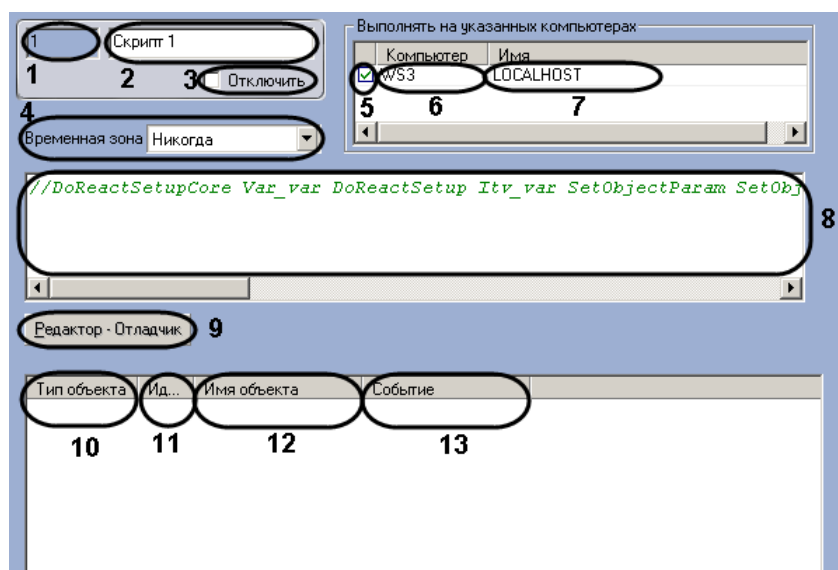 1 Скрипт 1
1 2 3 Отключить
4
Временная зона Никогда
Выполнять на указанных компьютерах
Компьютер Имя
WS3 LOCALHOST
5 6 7
//DoReactSetupCore Var_var DoReactSetup Itv_var SetObjectParam SetObj
8
Редактор - Отладчик 9
Тип объекта Ид... Имя объекта Событие
10 11 12 13